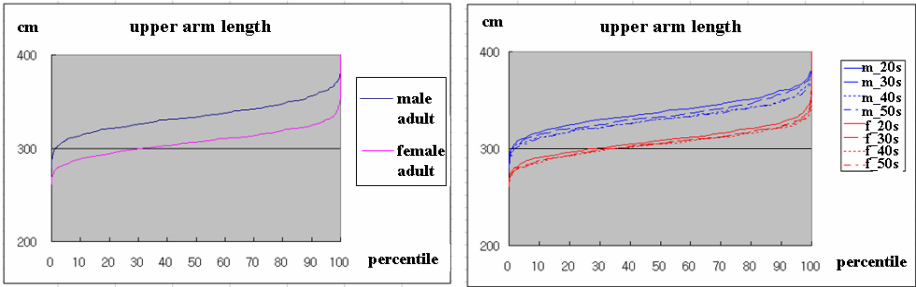 cm
upper arm length
400
300
200
0 10 20 30 40 50 60 70 80 90 100
percentile
male
adult
female
adult
cm
upper arm length
400
300
200
0 10 20 30 40 50 60 70 80 90 100
percentile
m_20s
m_30s
m_40s
m_50s
f_20s
f_30s
f_40s
f_50s